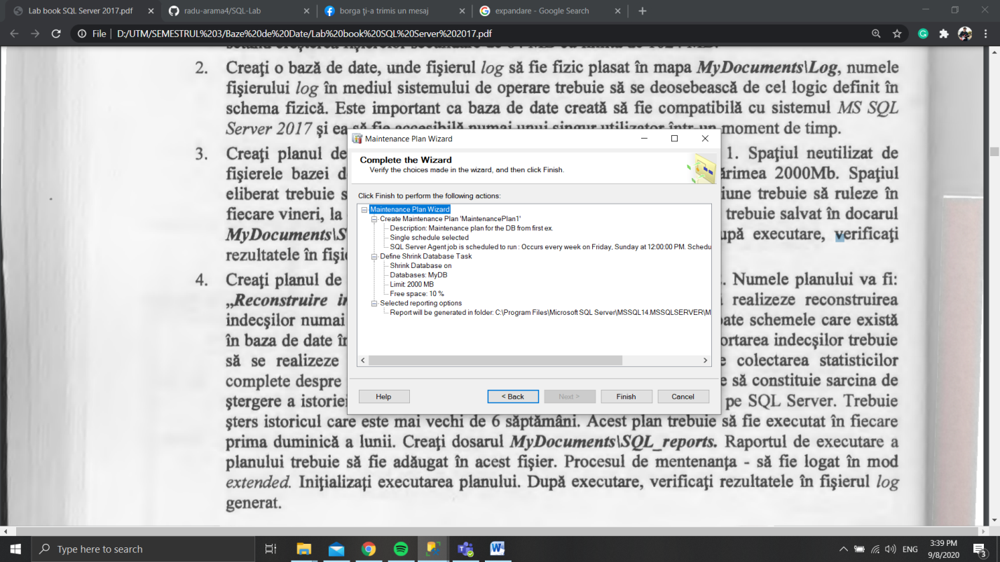 Lab book SQL Server 2017.pdf
radu-arama4/SQL-Lab
borga ți-a trimis un mesaj
expandare - Google Search
File | D:/UTM/SEMESTRUL%203/Baze%20de%20Date/Lab%20book%20SQL%20Server%202017.pdf
2. Creaţi o bază de date, unde fişierul log să fie fizic plasat în mapa MyDocuments\Log, numele
fişierului log în mediul sistemului de operare trebuie să se deosebească de cel logic definit în
schema fizică. Este important ca baza de date creată să fie compatibilă cu sistemul MS SQL
Server 2017 şi ea să fie accesibilă numai unui singur utilizator într-un moment de timp.
3. Creaţi planul de 1. Spaţiul neutilizat de
fişierele bazei d ărimea 2000Mb. Spaţiul
eliberat trebuie s iune trebuie să ruleze în
fiecare vineri, la trebuie salvat în docarul
MyDocuments\S upă executare, verificaţi
rezultatele în fişie
4. Creaţi planul de . Numele planului va fi:
„Reconstruire in realizeze reconstruirea
indecşilor numai ate schemele care există
în baza de date în ortarea indecşilor trebuie
să se realizeze e colectarea statisticilor
complete despre e să constituie sarcina de
ştergere a istoriei pe SQL Server. Trebuie
şters istoricul care este mai vechi de 6 săptămâni. Acest plan trebuie să fie executat în fiecare
prima duminică a lunii. Creaţi dosarul MyDocuments\SQL_reports. Raportul de executare a
planului trebuie să fie adăugat în acest fişier. Procesul de mentenanţa - să fie logat în mod
extended. Iniţializaţi executarea planului. După executare, verificaţi rezultatele în fişierul log
generat.
Maintenance Plan Wizard
Complete the Wizard
Verify the choices made in the wizard, and then click Finish.
Click Finish to perform the following actions:
Maintenance Plan Wizard
Create Maintenance Plan 'MaintenancePlan1'
Description: Maintenance plan for the DB from first ex.
Single schedule selected
SQL Server Agent job is scheduled to run : Occurs every week on Friday, Sunday at 12:00:00 PM. Schedu
Define Shrink Database Task
Shrink Database on
Databases: MyDB
Limit: 2000 MB
Free space: 10 %
Selected reporting options
Report will be generated in folder: C:\Program Files\Microsoft SQL Server\MSSQL14.MSSQLSERVER\M
Help < Back Next > Finish Cancel
Type here to search
ENG
3:39 PM
9/8/2020
3